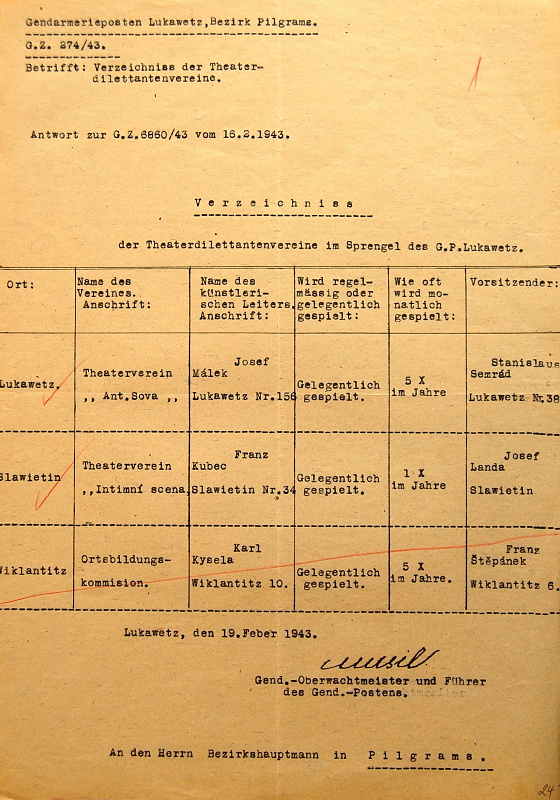 Gendarmerieposten Lukawetz,Bezirk Pilgrams.
G.Z. 274/43.
Betrifft: Verzeichniss der Theater-
dilettantenvereine.
Antwort zur G.Z.6860/43 vom 16.2.1943.
V e r z e i c h n i s s
der Theaterdilettantenvereine im Sprengel des G.P.Lukawetz.
Ort:
Name des
Vereines.
Anschrift:
Name des
künstleri-
schen Leiters.
Anschrift:
Wird regel-
mässig oder
gelegentlich
gespielt:
Wie oft
wird mo-
natlich
gespielt:
Vorsitzender:
Lukawetz.
Theaterverein
,, Ant.Sova ,,
Josef
Málek
Lukawetz Nr.156
Gelegentlich
gespielt.
5 X
im Jahre
Stanislaus
Semrád
Lukawetz Nr.38
Slawietin
Theaterverein
,,Intimní scena
Franz
Kubec
Slawietin Nr.34
Gelegentlich
gespielt.
1 X
im Jahre
Josef
Landa
Slawietin
Wiklantitz
Ortsbildungs-
kommision.
Karl
Kysela
Wiklantitz 10.
Gelegentlich
gespielt.
5 X
im Jahre.
Franz
Štěpánek
Wiklantitz 6.
Lukawetz, den 19.Feber 1943.
Gend.-Oberwachtmeister und Führer
des Gend.-Postens.
An den Herrn Bezirkshauptmann in P i l g r a m s .
24